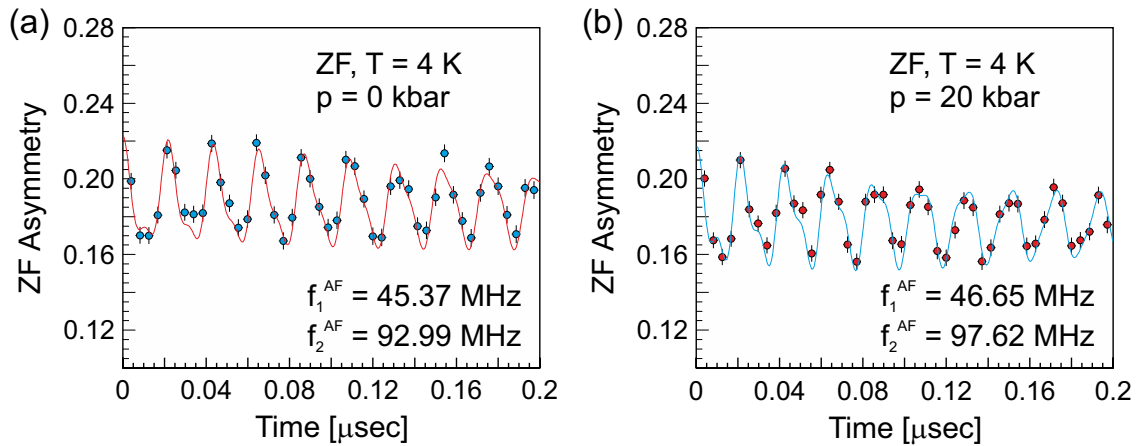 (a)
ZF Asymmetry
0.28
0.24
0.20
0.16
0.12
ZF, T = 4 K
p = 0 kbar
f₁ᴬᶠ = 45.37 MHz
f₂ᴬᶠ = 92.99 MHz
0 0.04 0.08 0.12 0.16 0.2
Time [μsec]
(b)
ZF Asymmetry
0.28
0.24
0.20
0.16
0.12
ZF, T = 4 K
p = 20 kbar
f₁ᴬᶠ = 46.65 MHz
f₂ᴬᶠ = 97.62 MHz
0 0.04 0.08 0.12 0.16 0.2
Time [μsec]